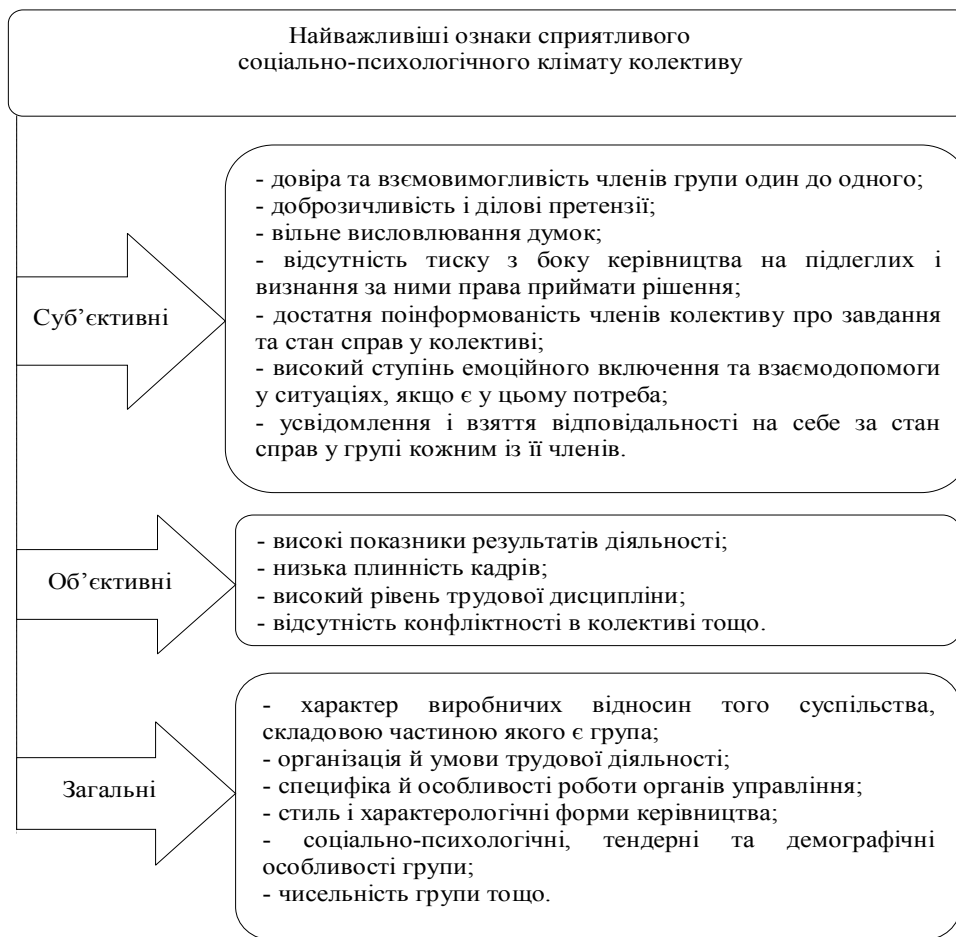 Найважливіші ознаки сприятливого
соціально-психологічного клімату колективу
Суб’єктивні
- довіра та взємовимогливість членів групи один до одного;
- доброзичливість і ділові претензії;
- вільне висловлювання думок;
- відсутність тиску з боку керівництва на підлеглих і
визнання за ними права приймати рішення;
- достатня поінформованість членів колективу про завдання
та стан справ у колективі;
- високий ступінь емоційного включення та взаємодопомоги
у ситуаціях, якщо є у цьому потреба;
- усвідомлення і взяття відповідальності на себе за стан
справ у групі кожним із її членів.
Об’єктивні
- високі показники результатів діяльності;
- низька плинність кадрів;
- високий рівень трудової дисципліни;
- відсутність конфліктності в колективі тощо.
Загальні
- характер виробничих відносин того суспільства,
складовою частиною якого є група;
- організація й умови трудової діяльності;
- специфіка й особливості роботи органів управління;
- стиль і характерологічні форми керівництва;
- соціально-психологічні, тендерні та демографічні
особливості групи;
- чисельність групи тощо.